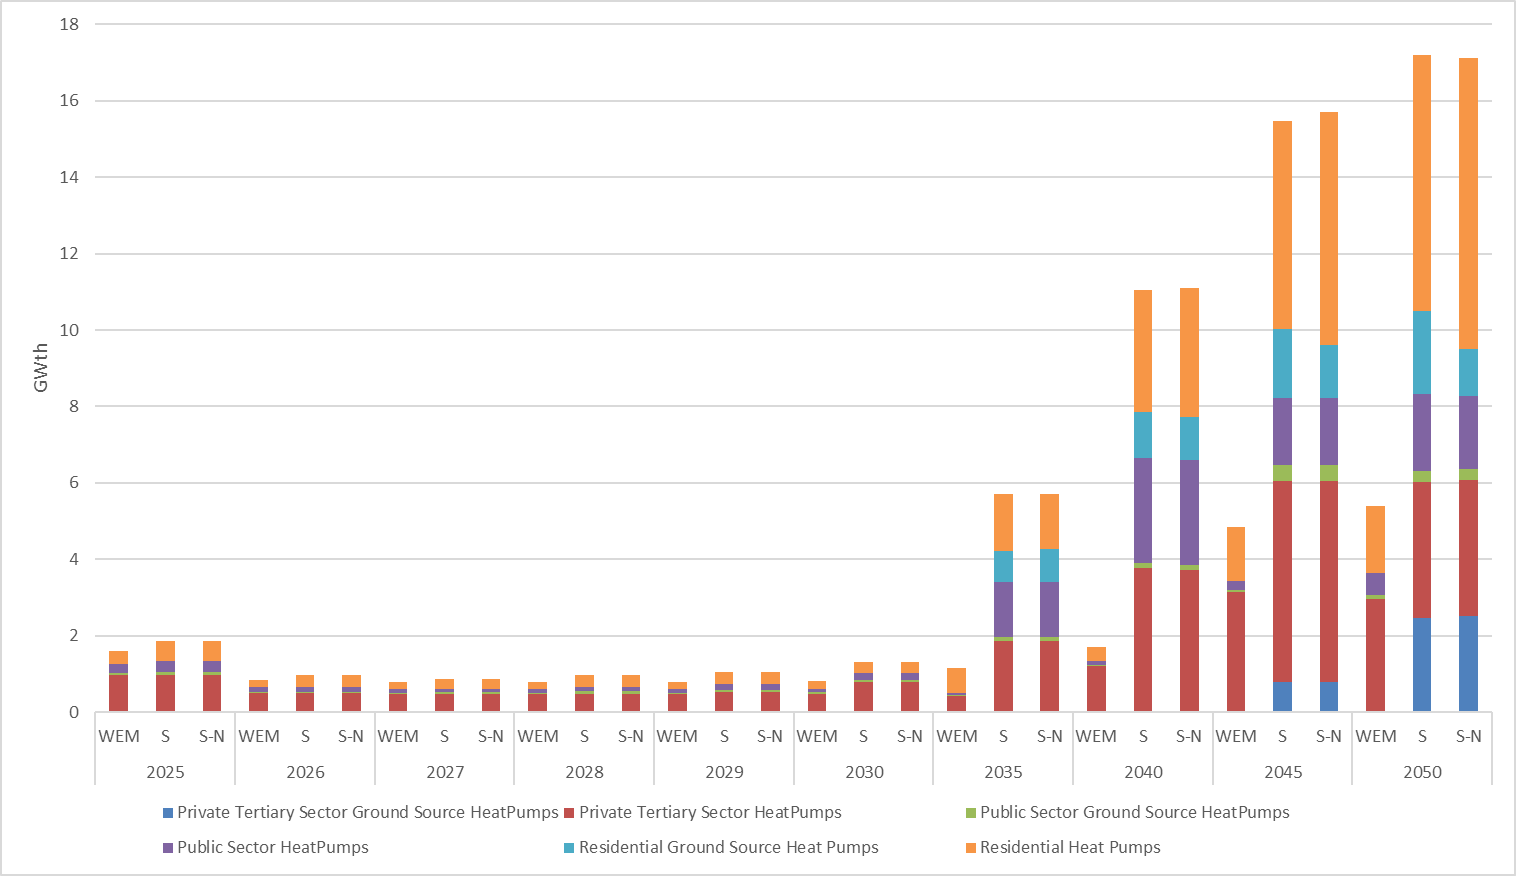 18
16
14
12
10
8
6
4
2
0
GWth
WEM S S-N WEM S S-N WEM S S-N WEM S S-N WEM S S-N WEM S S-N WEM S S-N WEM S S-N WEM S S-N WEM S S-N
2025 2026 2027 2028 2029 2030 2035 2040 2045 2050
Private Tertiary Sector Ground Source HeatPumps Private Tertiary Sector HeatPumps Public Sector Ground Source HeatPumps
Public Sector HeatPumps Residential Ground Source Heat Pumps Residential Heat Pumps